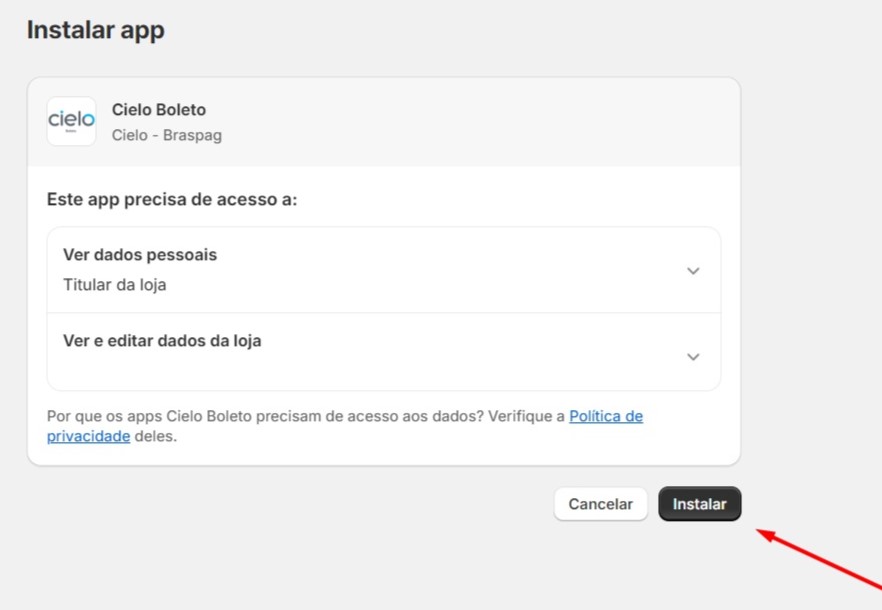 Instalar app
cielo
Cielo Boleto
Cielo - Braspag
Este app precisa de acesso a:
Ver dados pessoais
Titular da loja
Ver e editar dados da loja
Por que os apps Cielo Boleto precisam de acesso aos dados? Verifique a Política de
privacidade deles.
Cancelar
Instalar